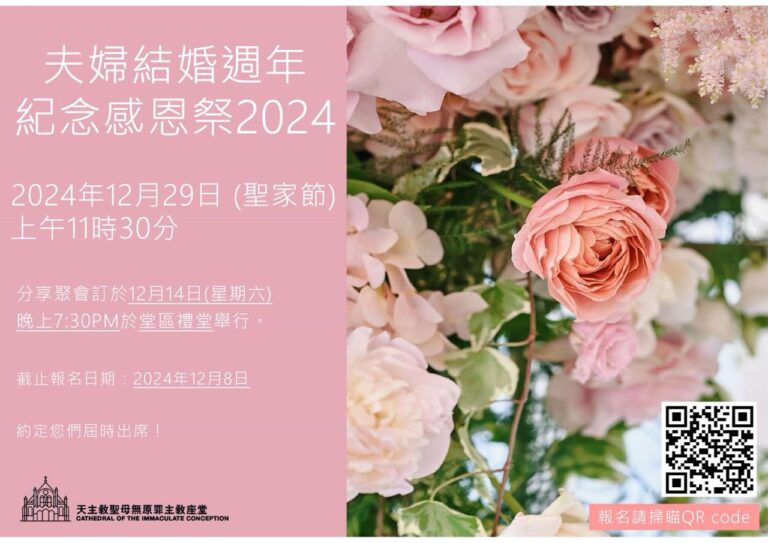 夫婦結婚週年
紀念感恩祭2024
2024年12月29日 (聖家節)
上午11時30分
分享聚會訂於12月14日(星期六)
晚上7:30PM於堂區禮堂舉行。
截止報名日期：2024年12月8日
約定您們屆時出席！
天主教聖母無原罪主教座堂
CATHEDRAL OF THE IMMACULATE CONCEPTION
報名請掃瞄QR code